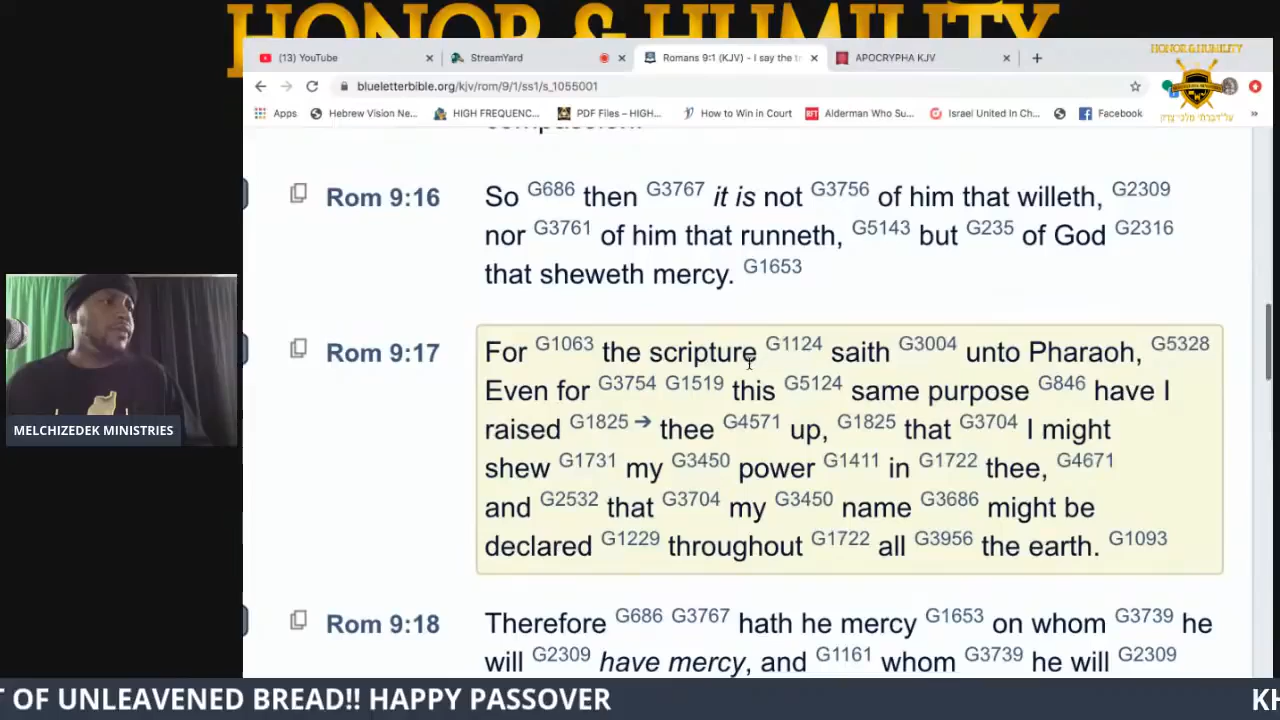 HONOR & HUMILITY
(13) YouTube
StreamYard
Romans 9:1 (KJV) - I say the tr
APOCRYPHA KJV
HONOR & HUMILITY
blueletterbible.org/kjv/rom/9/1/ss1/s_1055001
Apps
Hebrew Vision Ne...
HIGH FREQUENC...
PDF Files – HIGH...
How to Win in Court
Alderman Who Su...
Israel United In Ch...
Facebook
»
compassion.
Rom 9:16
So G686 then G3767 it is not G3756 of him that willeth, G2309
nor G3761 of him that runneth, G5143 but G235 of God G2316
that sheweth mercy. G1653
Rom 9:17
For G1063 the scripture G1124 saith G3004 unto Pharaoh, G5328
Even for G3754 G1519 this G5124 same purpose G846 have I
raised G1825 ➔ thee G4571 up, G1825 that G3704 I might
shew G1731 my G3450 power G1411 in G1722 thee, G4671
and G2532 that G3704 my G3450 name G3686 might be
declared G1229 throughout G1722 all G3956 the earth. G1093
Rom 9:18
Therefore G686 G3767 hath he mercy G1653 on whom G3739 he
will G2309 have mercy, and G1161 whom G3739 he will G2309
MELCHIZEDEK MINISTRIES
T OF UNLEAVENED BREAD!! HAPPY PASSOVER
KH